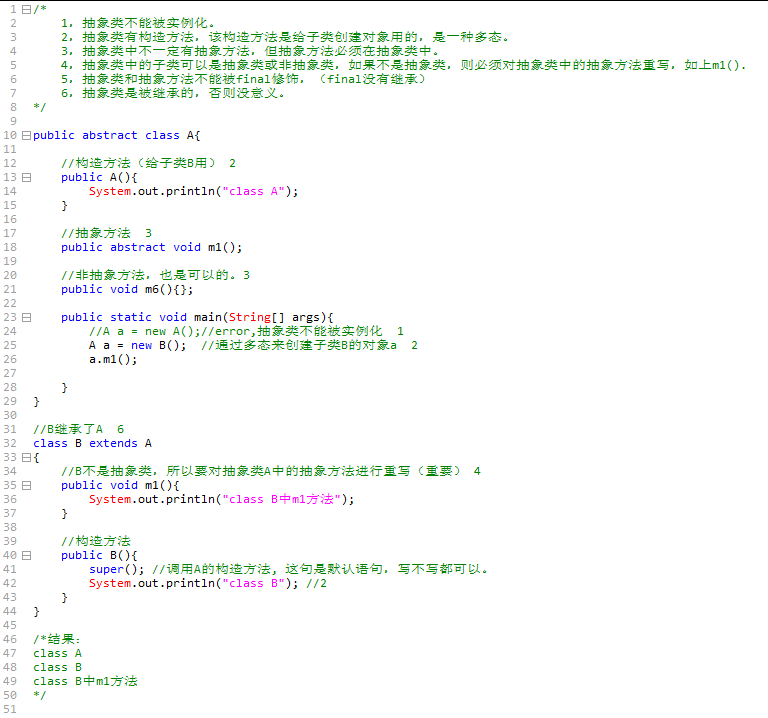 1 /*
2 1，抽象类不能被实例化。
3 2，抽象类有构造方法，该构造方法是给子类创建对象用的，是一种多态。
4 3，抽象类中不一定有抽象方法，但抽象方法必须在抽象类中。
5 4，抽象类中的子类可以是抽象类或非抽象类，如果不是抽象类，则必须对抽象类中的抽象方法重写，如上m1().
6 5，抽象类和抽象方法不能被final修饰，（final没有继承）
7 6，抽象类是被继承的，否则没意义。
8 */
9
10 public abstract class A{
11
12 //构造方法（给子类B用） 2
13 public A(){
14 System.out.println("class A");
15 }
16
17 //抽象方法 3
18 public abstract void m1();
19
20 //非抽象方法，也是可以的。3
21 public void m6(){};
22
23 public static void main(String[] args){
24 //A a = new A();//error,抽象类不能被实例化 1
25 A a = new B(); //通过多态来创建子类B的对象a 2
26 a.m1();
27
28 }
29 }
30
31 //B继承了A 6
32 class B extends A
33 {
34 //B不是抽象类，所以要对抽象类A中的抽象方法进行重写（重要） 4
35 public void m1(){
36 System.out.println("class B中m1方法");
37 }
38
39 //构造方法
40 public B(){
41 super(); //调用A的构造方法, 这句是默认语句，写不写都可以。
42 System.out.println("class B"); //2
43 }
44 }
45
46 /*结果：
47 class A
48 class B
49 class B中m1方法
50 */
51